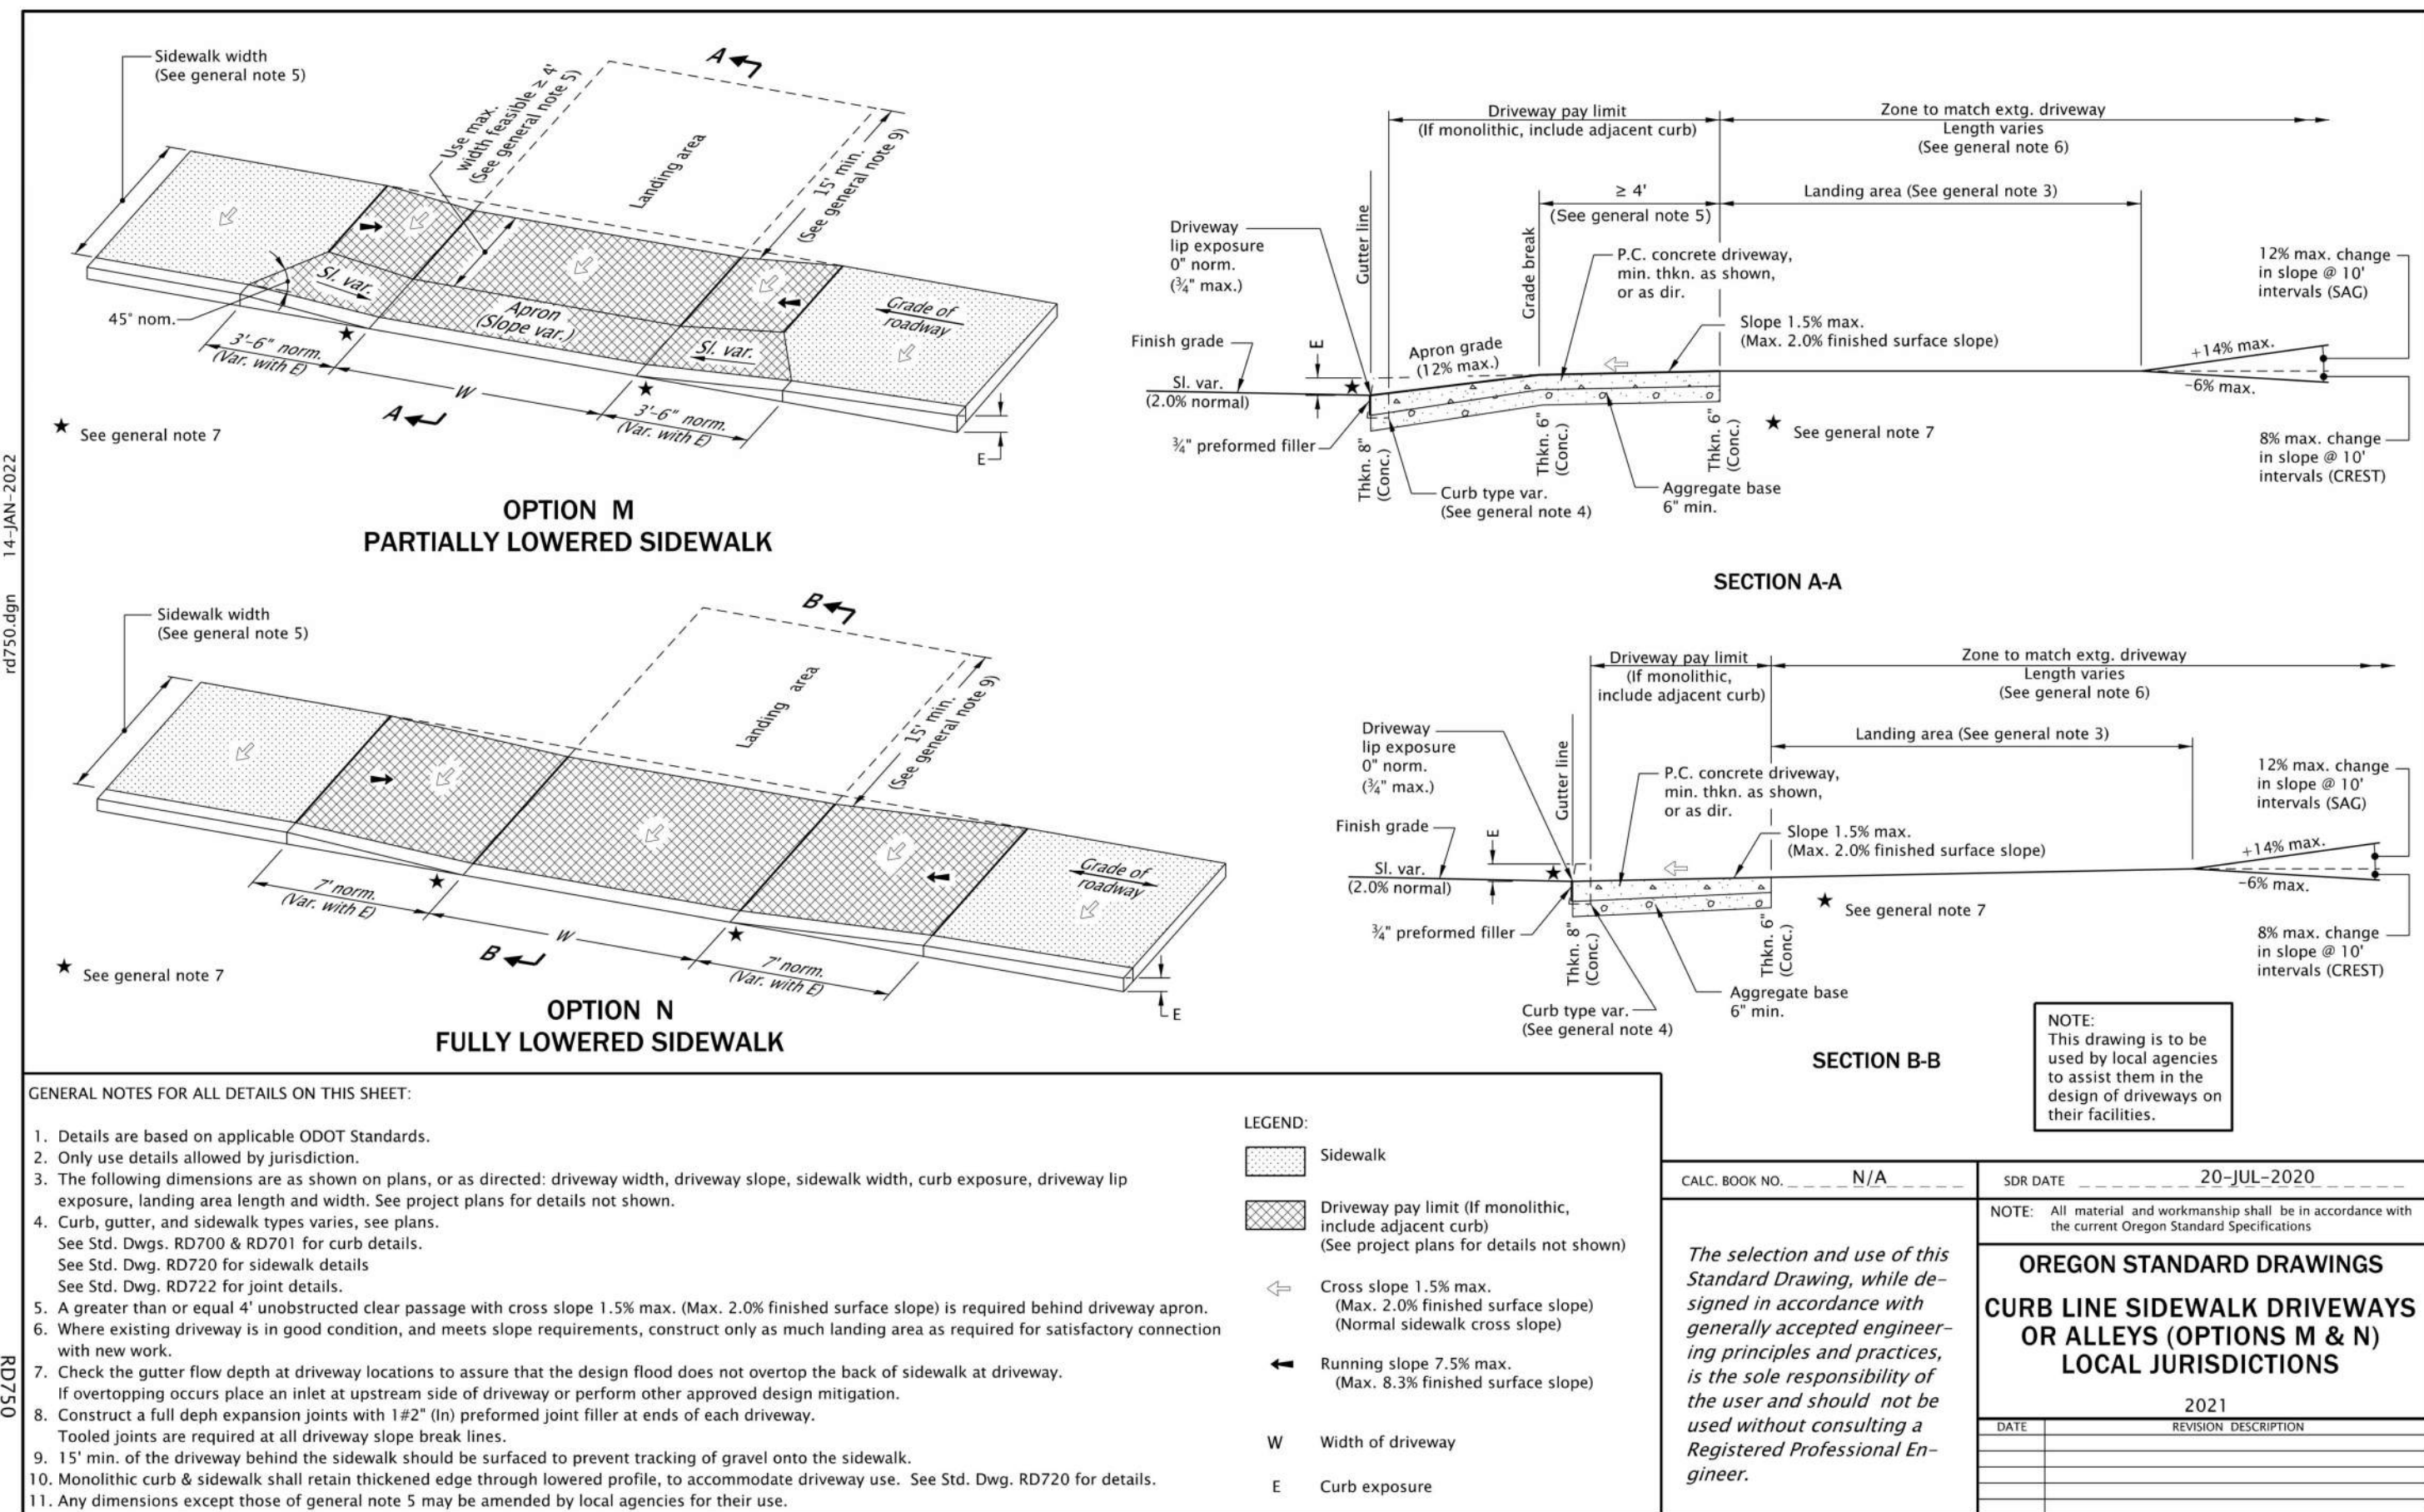 Sidewalk width
(See general note 5)
Use max.
width feasible ≥ 4'
(See general note 5)
A
Landing area
15' min.
(See general note 9)
Sl. var.
45° nom.
Apron
(Slope var.)
Sl. var.
Grade of
roadway
3'-6" norm.
(Var. with E)
W
3'-6" norm.
(Var. with E)
A
E
★ See general note 7
OPTION M
PARTIALLY LOWERED SIDEWALK
Driveway pay limit
(If monolithic, include adjacent curb)
Zone to match extg. driveway
Length varies
(See general note 6)
≥ 4'
(See general note 5)
Landing area (See general note 3)
Driveway
lip exposure
0" norm.
(¾" max.)
Gutter line
Grade break
P.C. concrete driveway,
min. thkn. as shown,
or as dir.
12% max. change
in slope @ 10'
intervals (SAG)
Finish grade
E
Apron grade
(12% max.)
Slope 1.5% max.
(Max. 2.0% finished surface slope)
+14% max.
-6% max.
Sl. var.
(2.0% normal)
¾" preformed filler
Thkn. 8"
(Conc.)
Thkn. 6"
(Conc.)
Thkn. 6"
(Conc.)
★ See general note 7
8% max. change
in slope @ 10'
intervals (CREST)
Curb type var.
(See general note 4)
Aggregate base
6" min.
SECTION A-A
Sidewalk width
(See general note 5)
B
Landing area
15' min.
(See general note 9)
Grade of
roadway
7' norm.
(Var. with E)
W
7' norm.
(Var. with E)
B
E
★ See general note 7
OPTION N
FULLY LOWERED SIDEWALK
Driveway pay limit
(If monolithic,
include adjacent curb)
Zone to match extg. driveway
Length varies
(See general note 6)
Landing area (See general note 3)
Driveway
lip exposure
0" norm.
(¾" max.)
Gutter line
P.C. concrete driveway,
min. thkn. as shown,
or as dir.
12% max. change
in slope @ 10'
intervals (SAG)
Finish grade
E
Slope 1.5% max.
(Max. 2.0% finished surface slope)
+14% max.
-6% max.
Sl. var.
(2.0% normal)
¾" preformed filler
Thkn. 8"
(Conc.)
Thkn. 6"
(Conc.)
★ See general note 7
8% max. change
in slope @ 10'
intervals (CREST)
Curb type var.
(See general note 4)
Aggregate base
6" min.
SECTION B-B
NOTE:
This drawing is to be
used by local agencies
to assist them in the
design of driveways on
their facilities.
GENERAL NOTES FOR ALL DETAILS ON THIS SHEET:
1. Details are based on applicable ODOT Standards.
2. Only use details allowed by jurisdiction.
3. The following dimensions are as shown on plans, or as directed: driveway width, driveway slope, sidewalk width, curb exposure, driveway lip
exposure, landing area length and width. See project plans for details not shown.
4. Curb, gutter, and sidewalk types varies, see plans.
See Std. Dwgs. RD700 & RD701 for curb details.
See Std. Dwg. RD720 for sidewalk details
See Std. Dwg. RD722 for joint details.
5. A greater than or equal 4' unobstructed clear passage with cross slope 1.5% max. (Max. 2.0% finished surface slope) is required behind driveway apron.
6. Where existing driveway is in good condition, and meets slope requirements, construct only as much landing area as required for satisfactory connection
with new work.
7. Check the gutter flow depth at driveway locations to assure that the design flood does not overtop the back of sidewalk at driveway.
If overtopping occurs place an inlet at upstream side of driveway or perform other approved design mitigation.
8. Construct a full deph expansion joints with 1#2" (In) preformed joint filler at ends of each driveway.
Tooled joints are required at all driveway slope break lines.
9. 15' min. of the driveway behind the sidewalk should be surfaced to prevent tracking of gravel onto the sidewalk.
10. Monolithic curb & sidewalk shall retain thickened edge through lowered profile, to accommodate driveway use. See Std. Dwg. RD720 for details.
11. Any dimensions except those of general note 5 may be amended by local agencies for their use.
LEGEND:
Sidewalk
Driveway pay limit (If monolithic,
include adjacent curb)
(See project plans for details not shown)
Cross slope 1.5% max.
(Max. 2.0% finished surface slope)
(Normal sidewalk cross slope)
Running slope 7.5% max.
(Max. 8.3% finished surface slope)
W Width of driveway
E Curb exposure
CALC. BOOK NO. N/A
SDR DATE 20-JUL-2020
NOTE: All material and workmanship shall be in accordance with
the current Oregon Standard Specifications
The selection and use of this
Standard Drawing, while de-
signed in accordance with
generally accepted engineer-
ing principles and practices,
is the sole responsibility of
the user and should not be
used without consulting a
Registered Professional En-
gineer.
OREGON STANDARD DRAWINGS
CURB LINE SIDEWALK DRIVEWAYS
OR ALLEYS (OPTIONS M & N)
LOCAL JURISDICTIONS
2021
DATE REVISION DESCRIPTION
rd750.dgn 14-JAN-2022
RD750